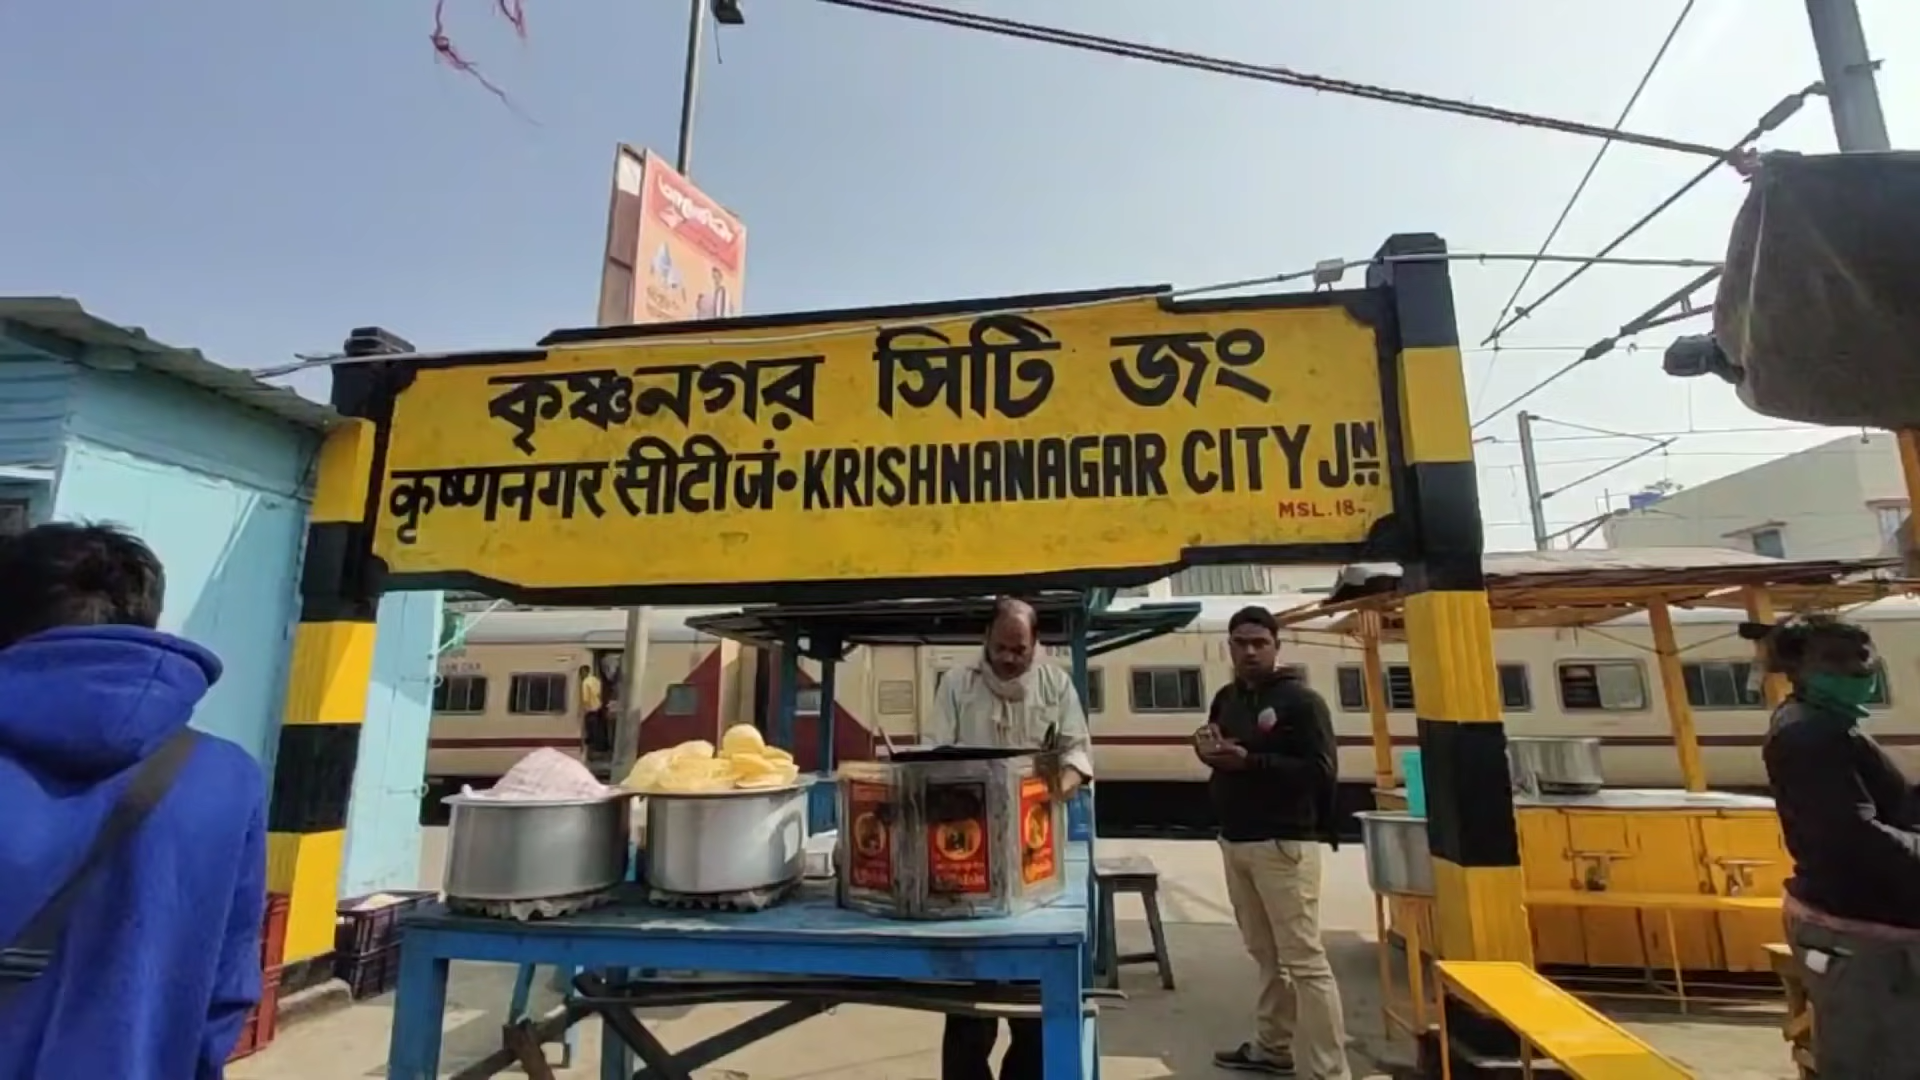 কৃষ্ণনগর সিটি জং
कृष्णनगर सीटी जं•KRISHNANAGAR CITY JN
MSL.18-